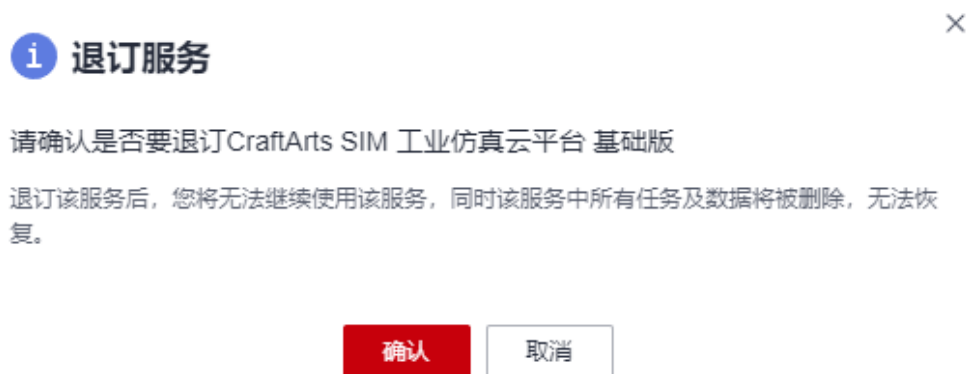 退订服务
请确认是否要退订CraftArts SIM 工业仿真云平台 基础版
退订该服务后，您将无法继续使用该服务，同时该服务中所有任务及数据将被删除，无法恢
复。
确认 取消